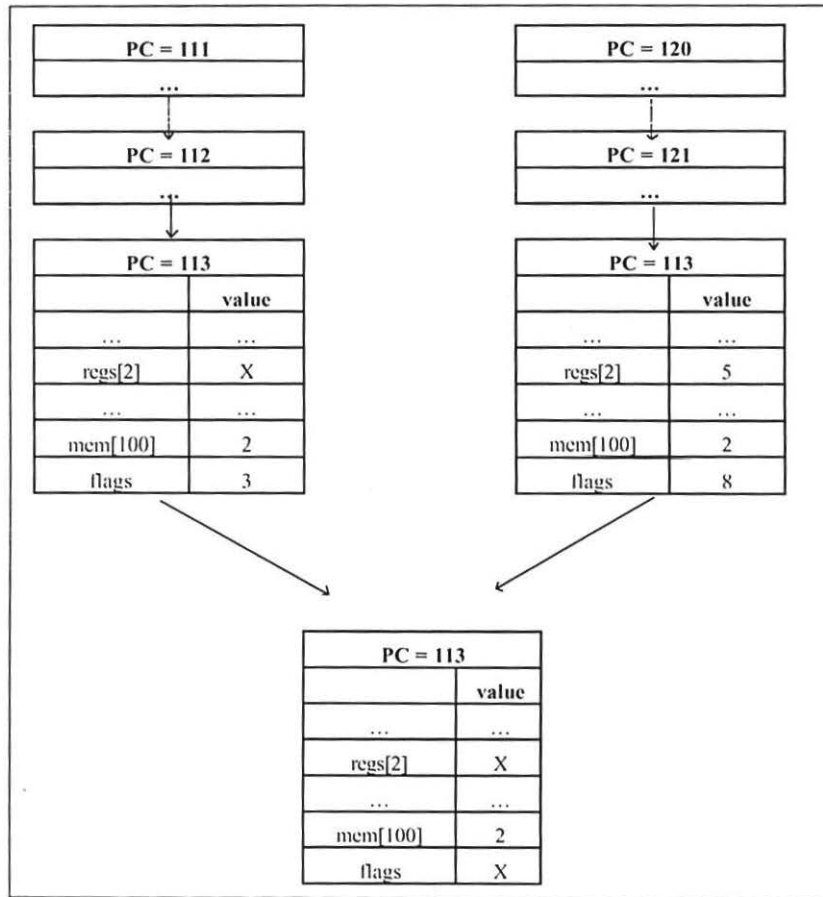 PC = 111
...
PC = 112
...
PC = 113
value
... ...
regs[2] X
... ...
mem[100] 2
flags 3
PC = 120
...
PC = 121
...
PC = 113
value
... ...
regs[2] 5
... ...
mem[100] 2
flags 8
PC = 113
value
... ...
regs[2] X
... ...
mem[100] 2
flags X